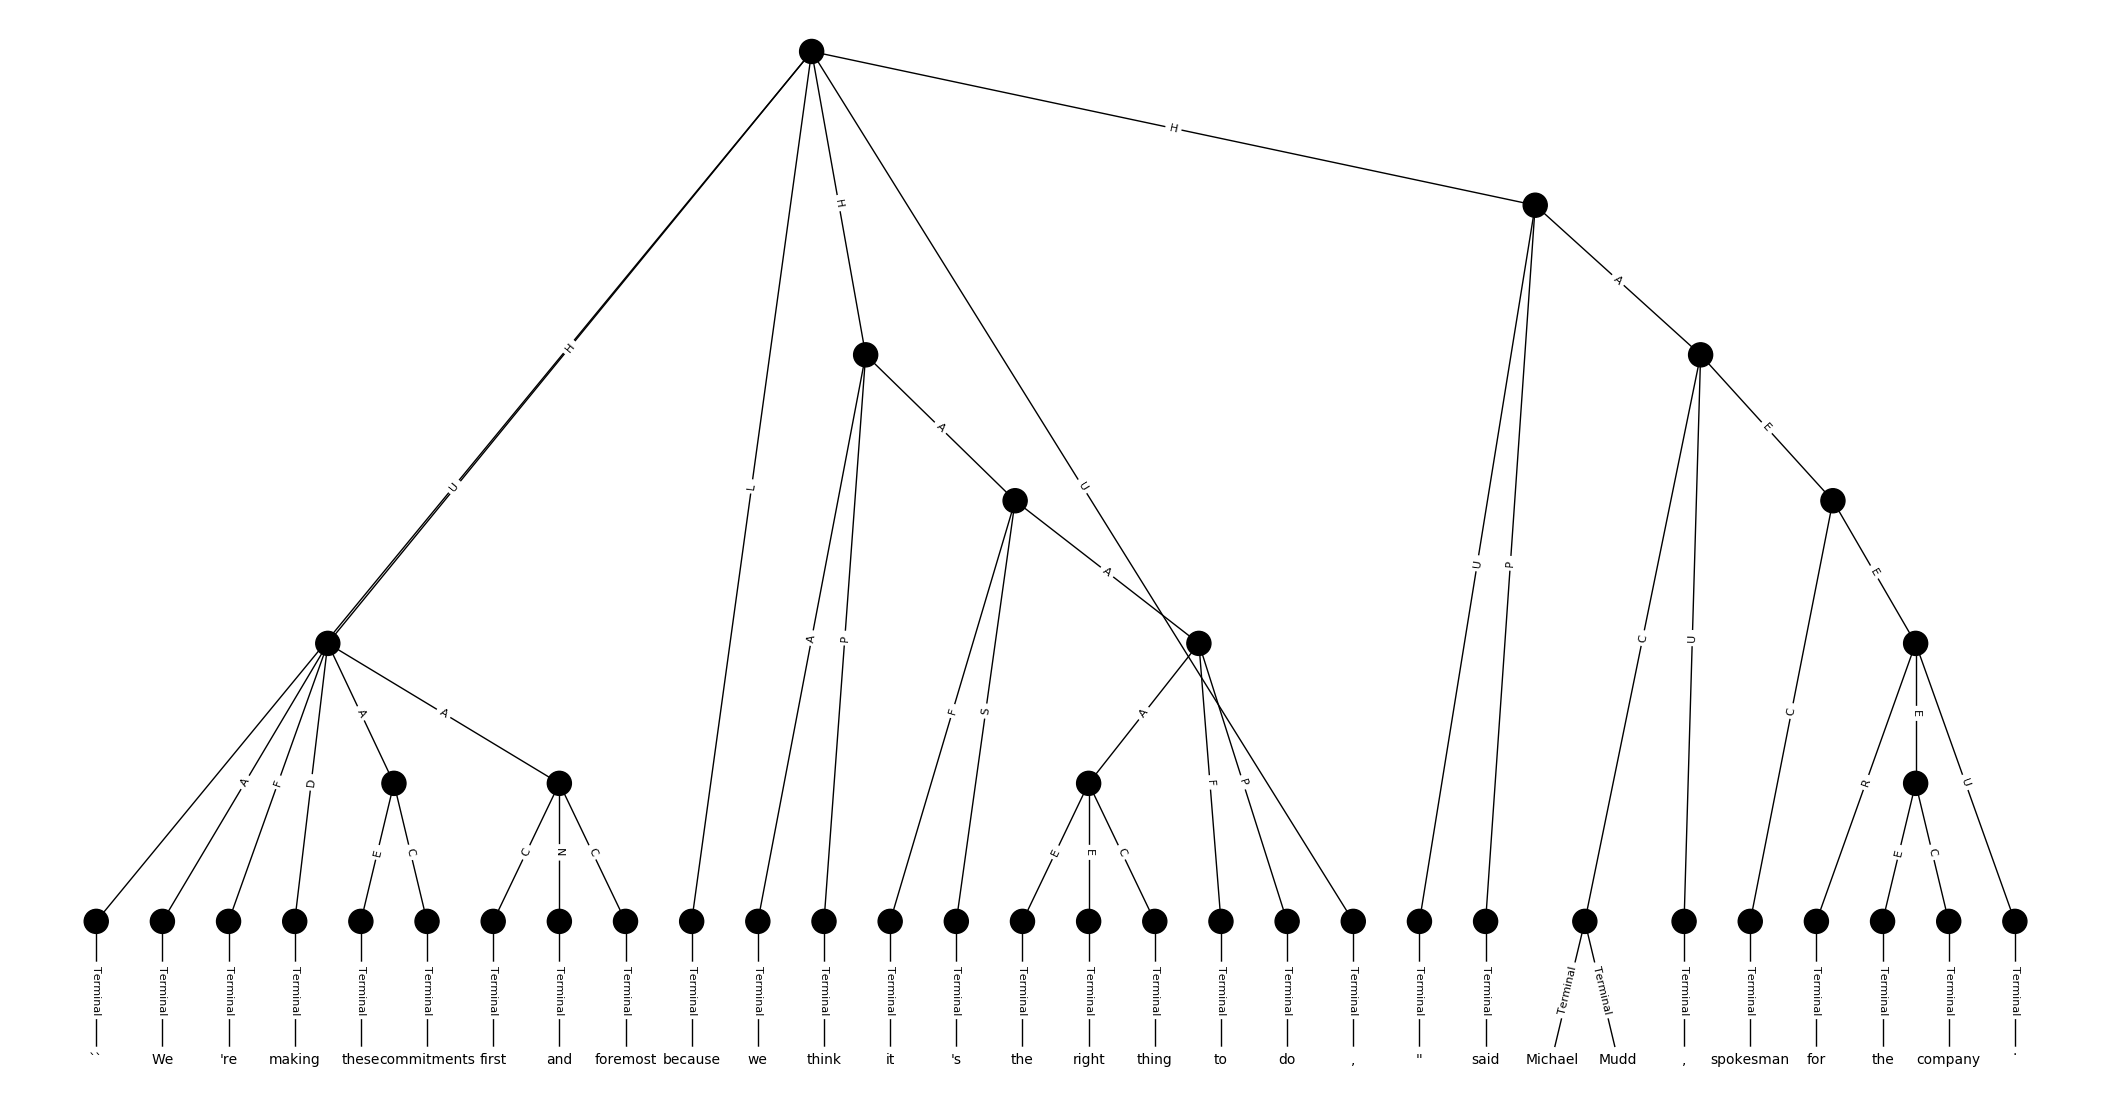 H
H
A
H
U
L
U
A
E
U
P
A
E
A
P
C
U
A
A
F
S
A
C
E
A
F
D
F
P
R
U
E
C
C
N
C
E
E
C
E
C
Terminal Terminal Terminal Terminal Terminal Terminal Terminal Terminal Terminal Terminal Terminal Terminal Terminal Terminal Terminal Terminal Terminal Terminal Terminal Terminal Terminal Terminal Terminal Terminal Terminal Terminal Terminal Terminal Terminal Terminal
`` We 're making these commitments first and foremost because we think it 's the right thing to do , " said Michael Mudd , spokesman for the company .